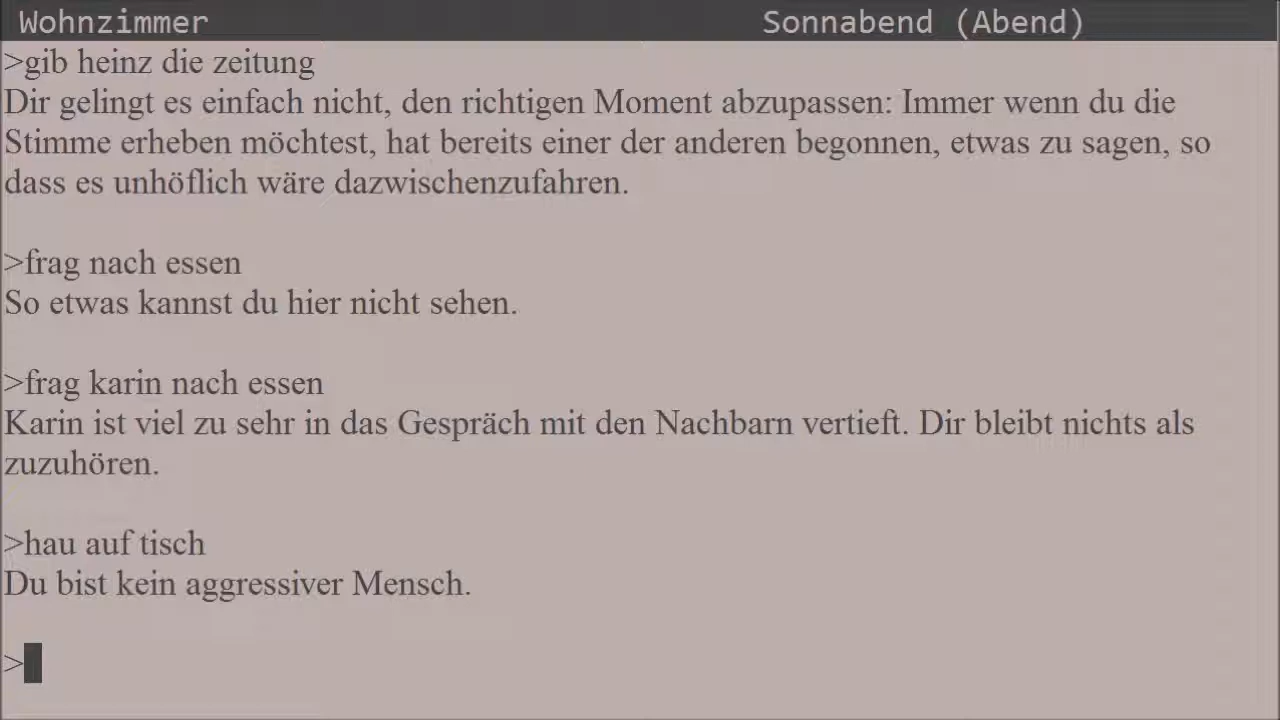 Wohnzimmer Sonnabend (Abend)
>gib heinz die zeitung
Dir gelingt es einfach nicht, den richtigen Moment abzupassen: Immer wenn du die
Stimme erheben möchtest, hat bereits einer der anderen begonnen, etwas zu sagen, so
dass es unhöflich wäre dazwischenzufahren.
>frag nach essen
So etwas kannst du hier nicht sehen.
>frag karin nach essen
Karin ist viel zu sehr in das Gespräch mit den Nachbarn vertieft. Dir bleibt nichts als
zuzuhören.
>hau auf tisch
Du bist kein aggressiver Mensch.
>